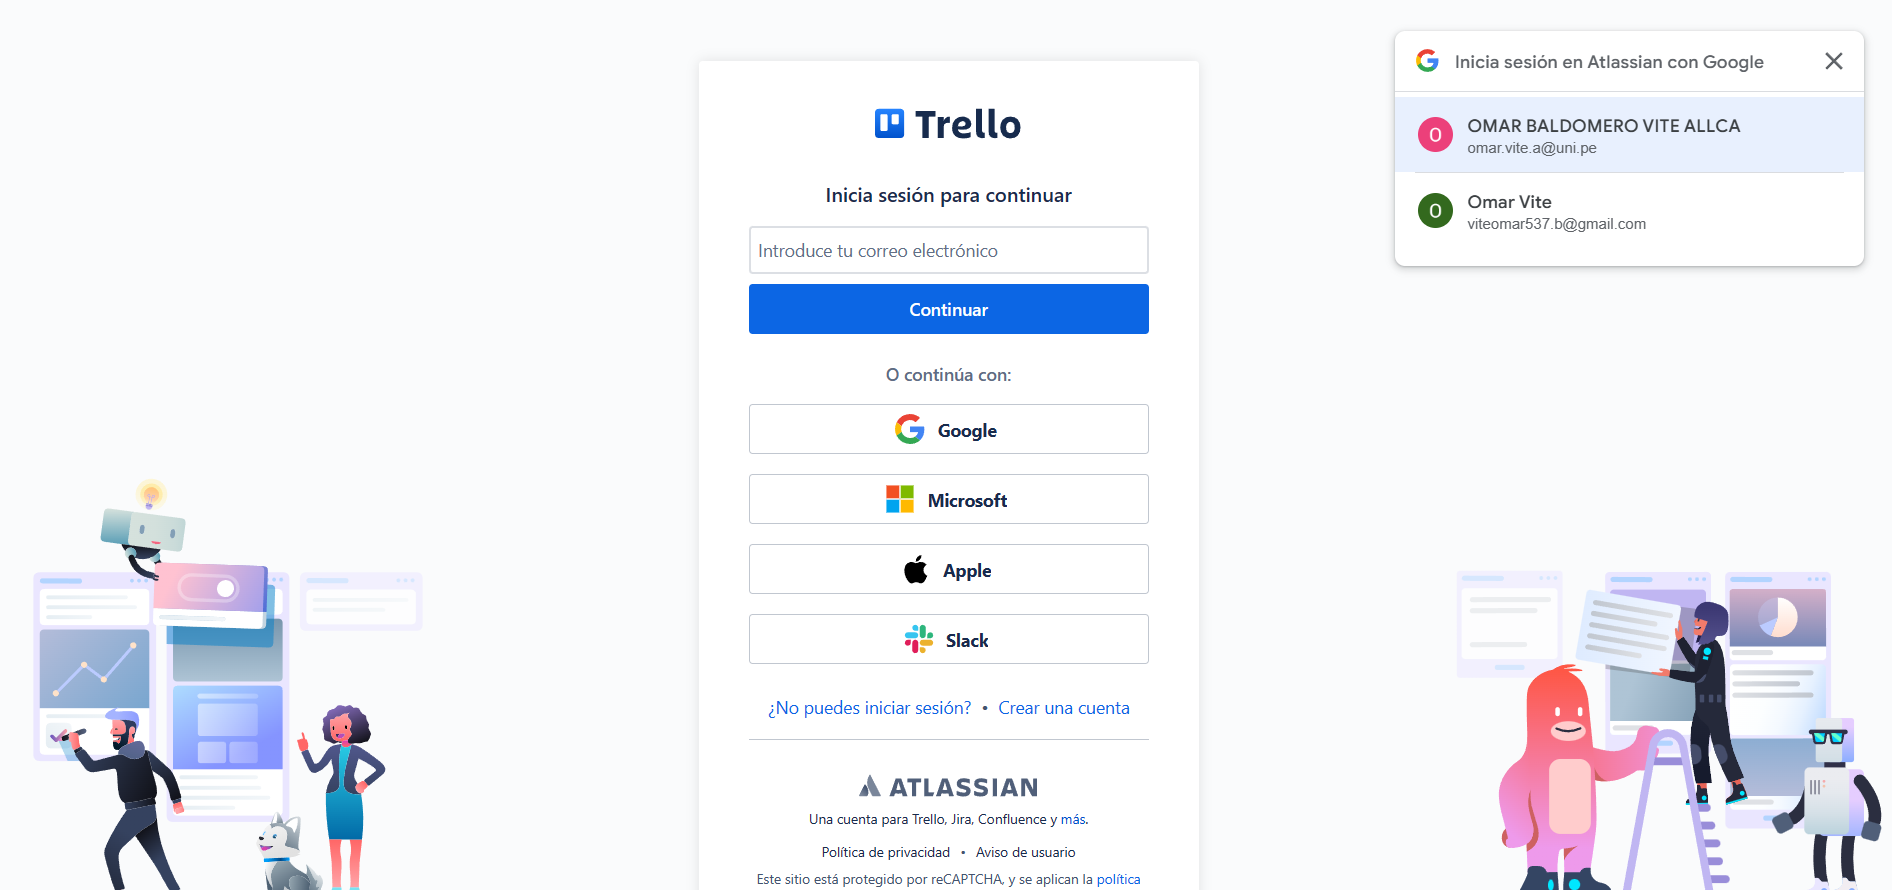 Trello
Inicia sesión para continuar
Introduce tu correo electrónico
Continuar
O continúa con:
Google
Microsoft
Apple
Slack
¿No puedes iniciar sesión? • Crear una cuenta
ATLASSIAN
Una cuenta para Trello, Jira, Confluence y más.
Política de privacidad • Aviso de usuario
Este sitio está protegido por reCAPTCHA, y se aplican la política
Inicia sesión en Atlassian con Google
O
OMAR BALDOMERO VITE ALLCA
omar.vite.a@uni.pe
O
Omar Vite
viteomar537.b@gmail.com